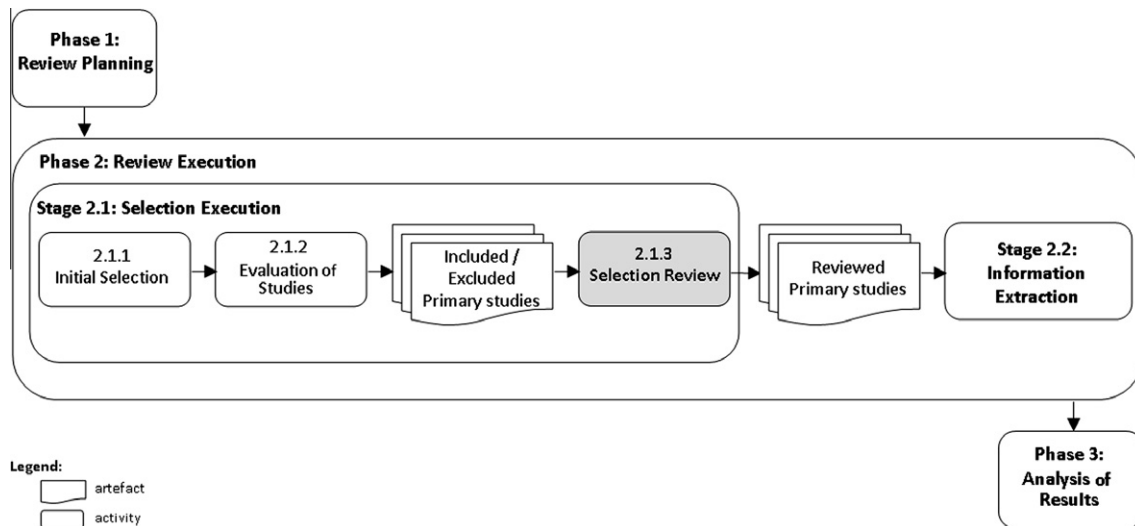 Phase 1:
Review Planning
Phase 2: Review Execution
Stage 2.1: Selection Execution
2.1.1
Initial Selection
2.1.2
Evaluation of
Studies
Included /
Excluded
Primary studies
2.1.3
Selection Review
Reviewed
Primary studies
Stage 2.2:
Information
Extraction
Phase 3:
Analysis of
Results
Legend:
artefact
activity